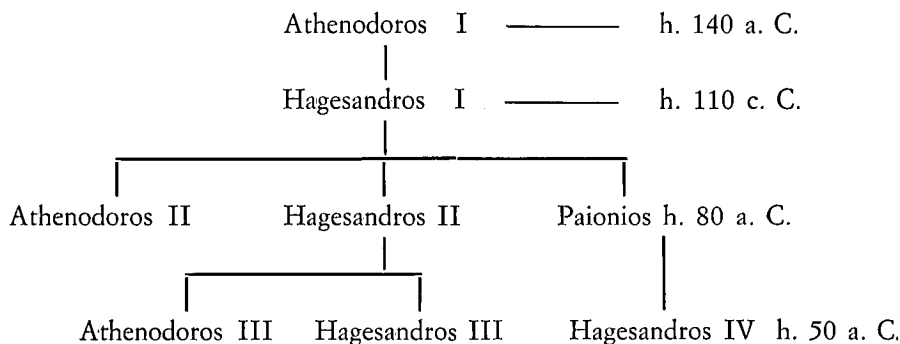 Athenodoros I h. 140 a. C.
Hagesandros I h. 110 c. C.
Athenodoros II Hagesandros II Paionios h. 80 a. C.
Athenodoros III Hagesandros III Hagesandros IV h. 50 a. C.